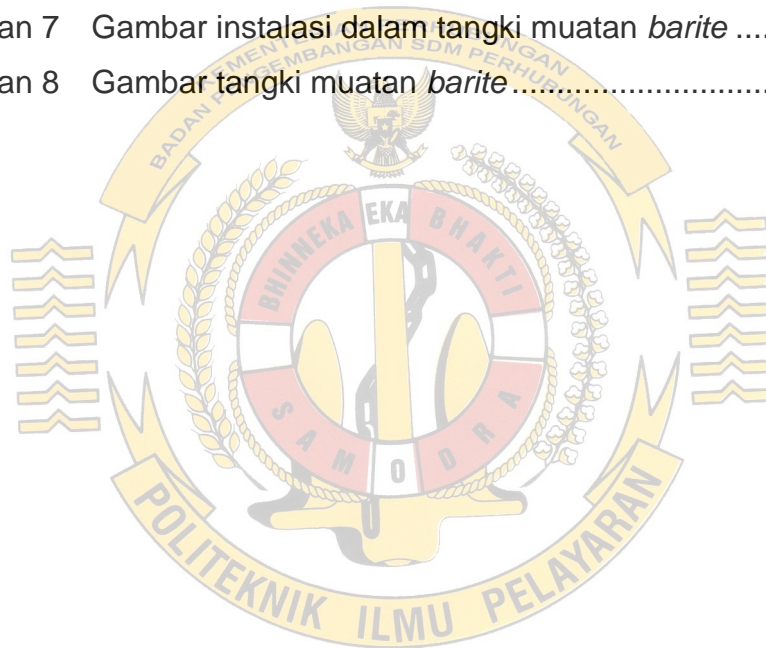 an 7 Gambar instalasi dalam tangki muatan barite ....
an 8 Gambar tangki muatan barite............................
BADAN PENGEMBANGAN SDM PERHUBUNGAN
BHINNEKA EKA BHAKTI
SAMODRA
POLITEKNIK ILMU PELAYARAN